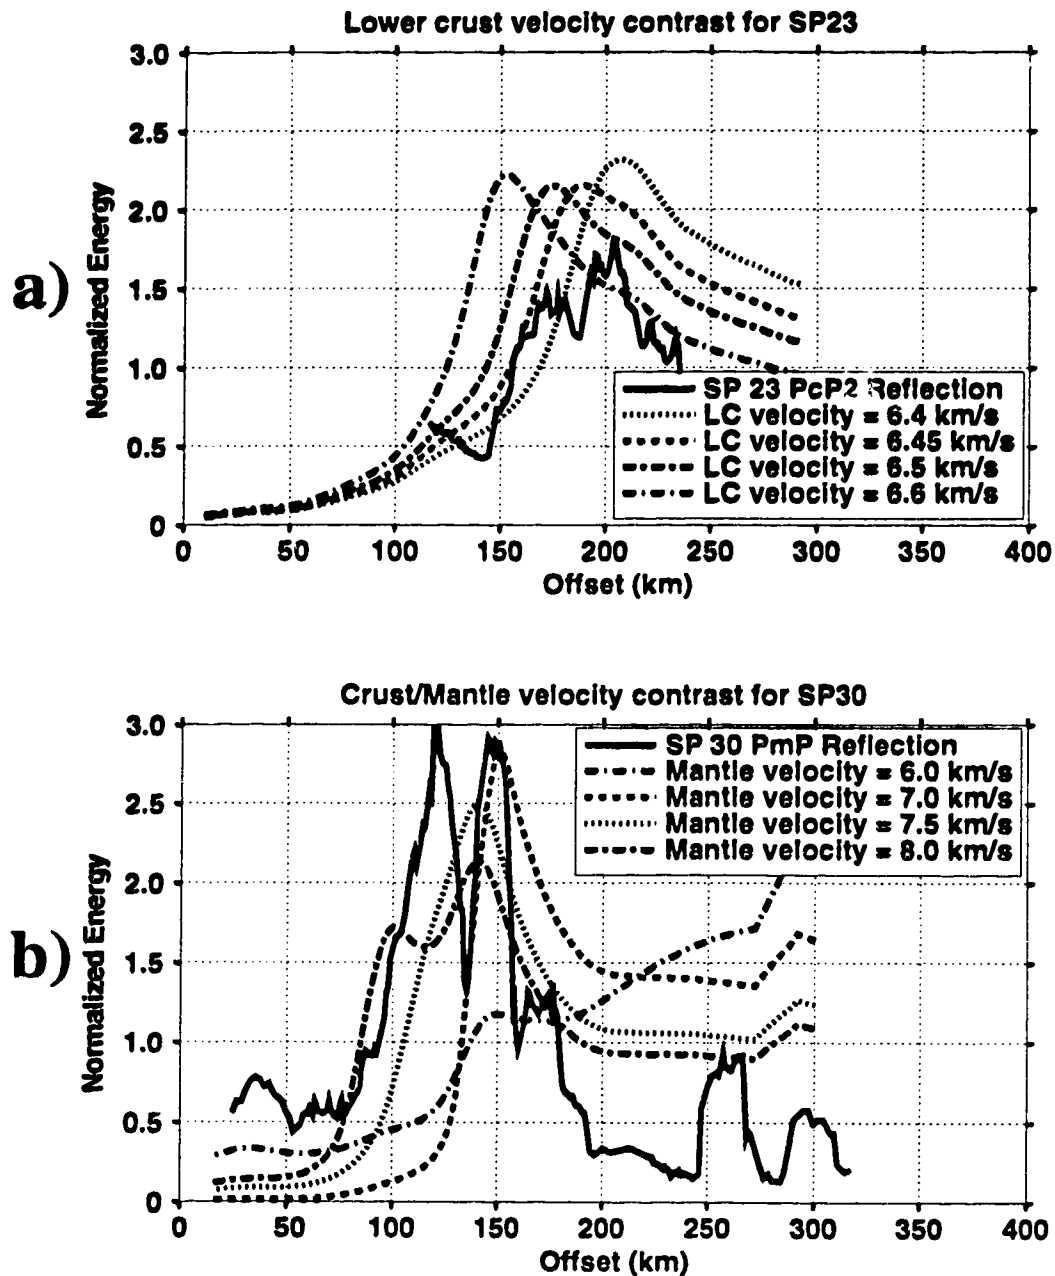 Lower crust velocity contrast for SP23
3.0
2.5
2.0
1.5
1.0
0.5
0
Normalized Energy
a)
SP 23 PcP2 Reflection
LC velocity = 6.4 km/s
LC velocity = 6.45 km/s
LC velocity = 6.5 km/s
LC velocity = 6.6 km/s
0 50 100 150 200 250 300 350 400
Offset (km)
Crust/Mantle velocity contrast for SP30
3.0
2.5
2.0
1.5
1.0
0.5
0
Normalized Energy
b)
SP 30 PmP Reflection
Mantle velocity = 6.0 km/s
Mantle velocity = 7.0 km/s
Mantle velocity = 7.5 km/s
Mantle velocity = 8.0 km/s
0 50 100 150 200 250 300 350 400
Offset (km)